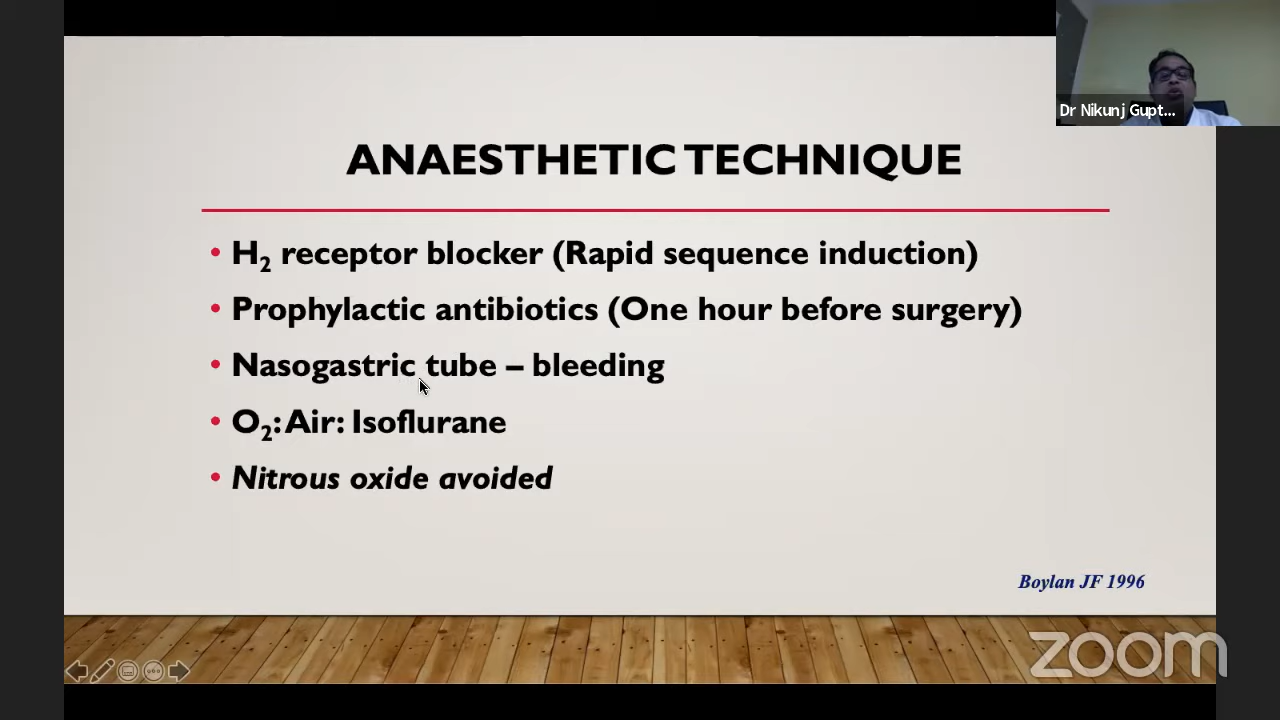 Dr Nikunj Gupt...
ANAESTHETIC TECHNIQUE
• H₂ receptor blocker (Rapid sequence induction)
• Prophylactic antibiotics (One hour before surgery)
• Nasogastric tube – bleeding
• O₂: Air: Isoflurane
• Nitrous oxide avoided
Boylan JF 1996
zoom